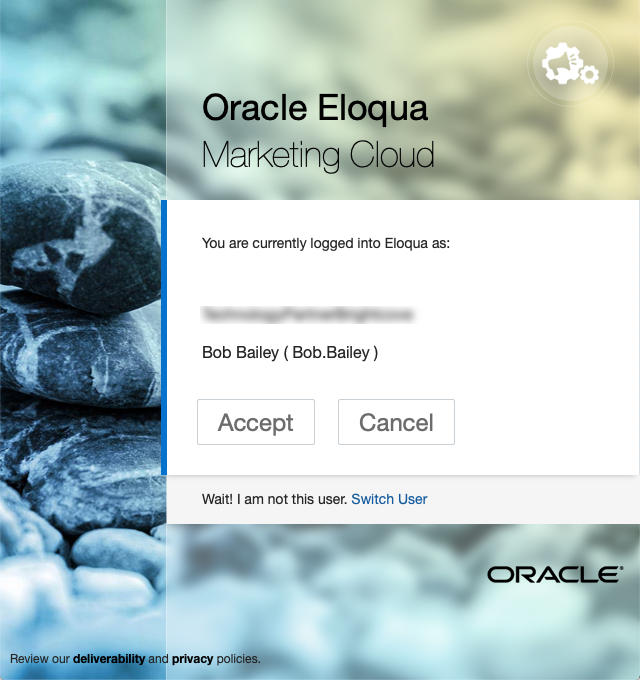 Oracle Eloqua
Marketing Cloud
You are currently logged into Eloqua as:
Bob Bailey ( Bob.Bailey )
Accept
Cancel
Wait! I am not this user. Switch User
ORACLE®
Review our deliverability and privacy policies.